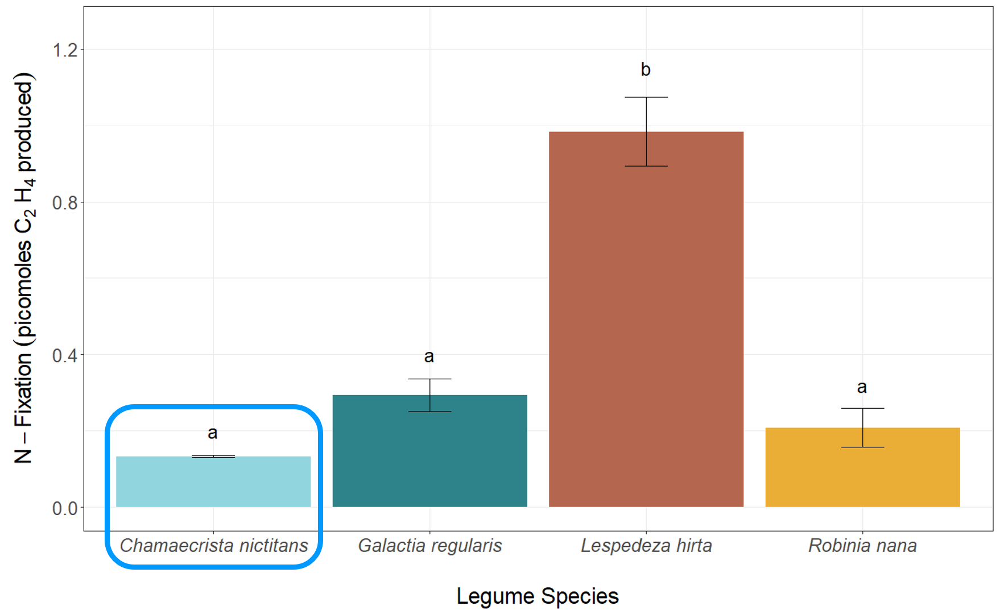 N – Fixation (picomoles C₂ H₄ produced)
1.2
0.8
0.4
0.0
a
a
b
a
Chamaecrista nictitans
Galactia regularis
Lespedeza hirta
Robinia nana
Legume Species